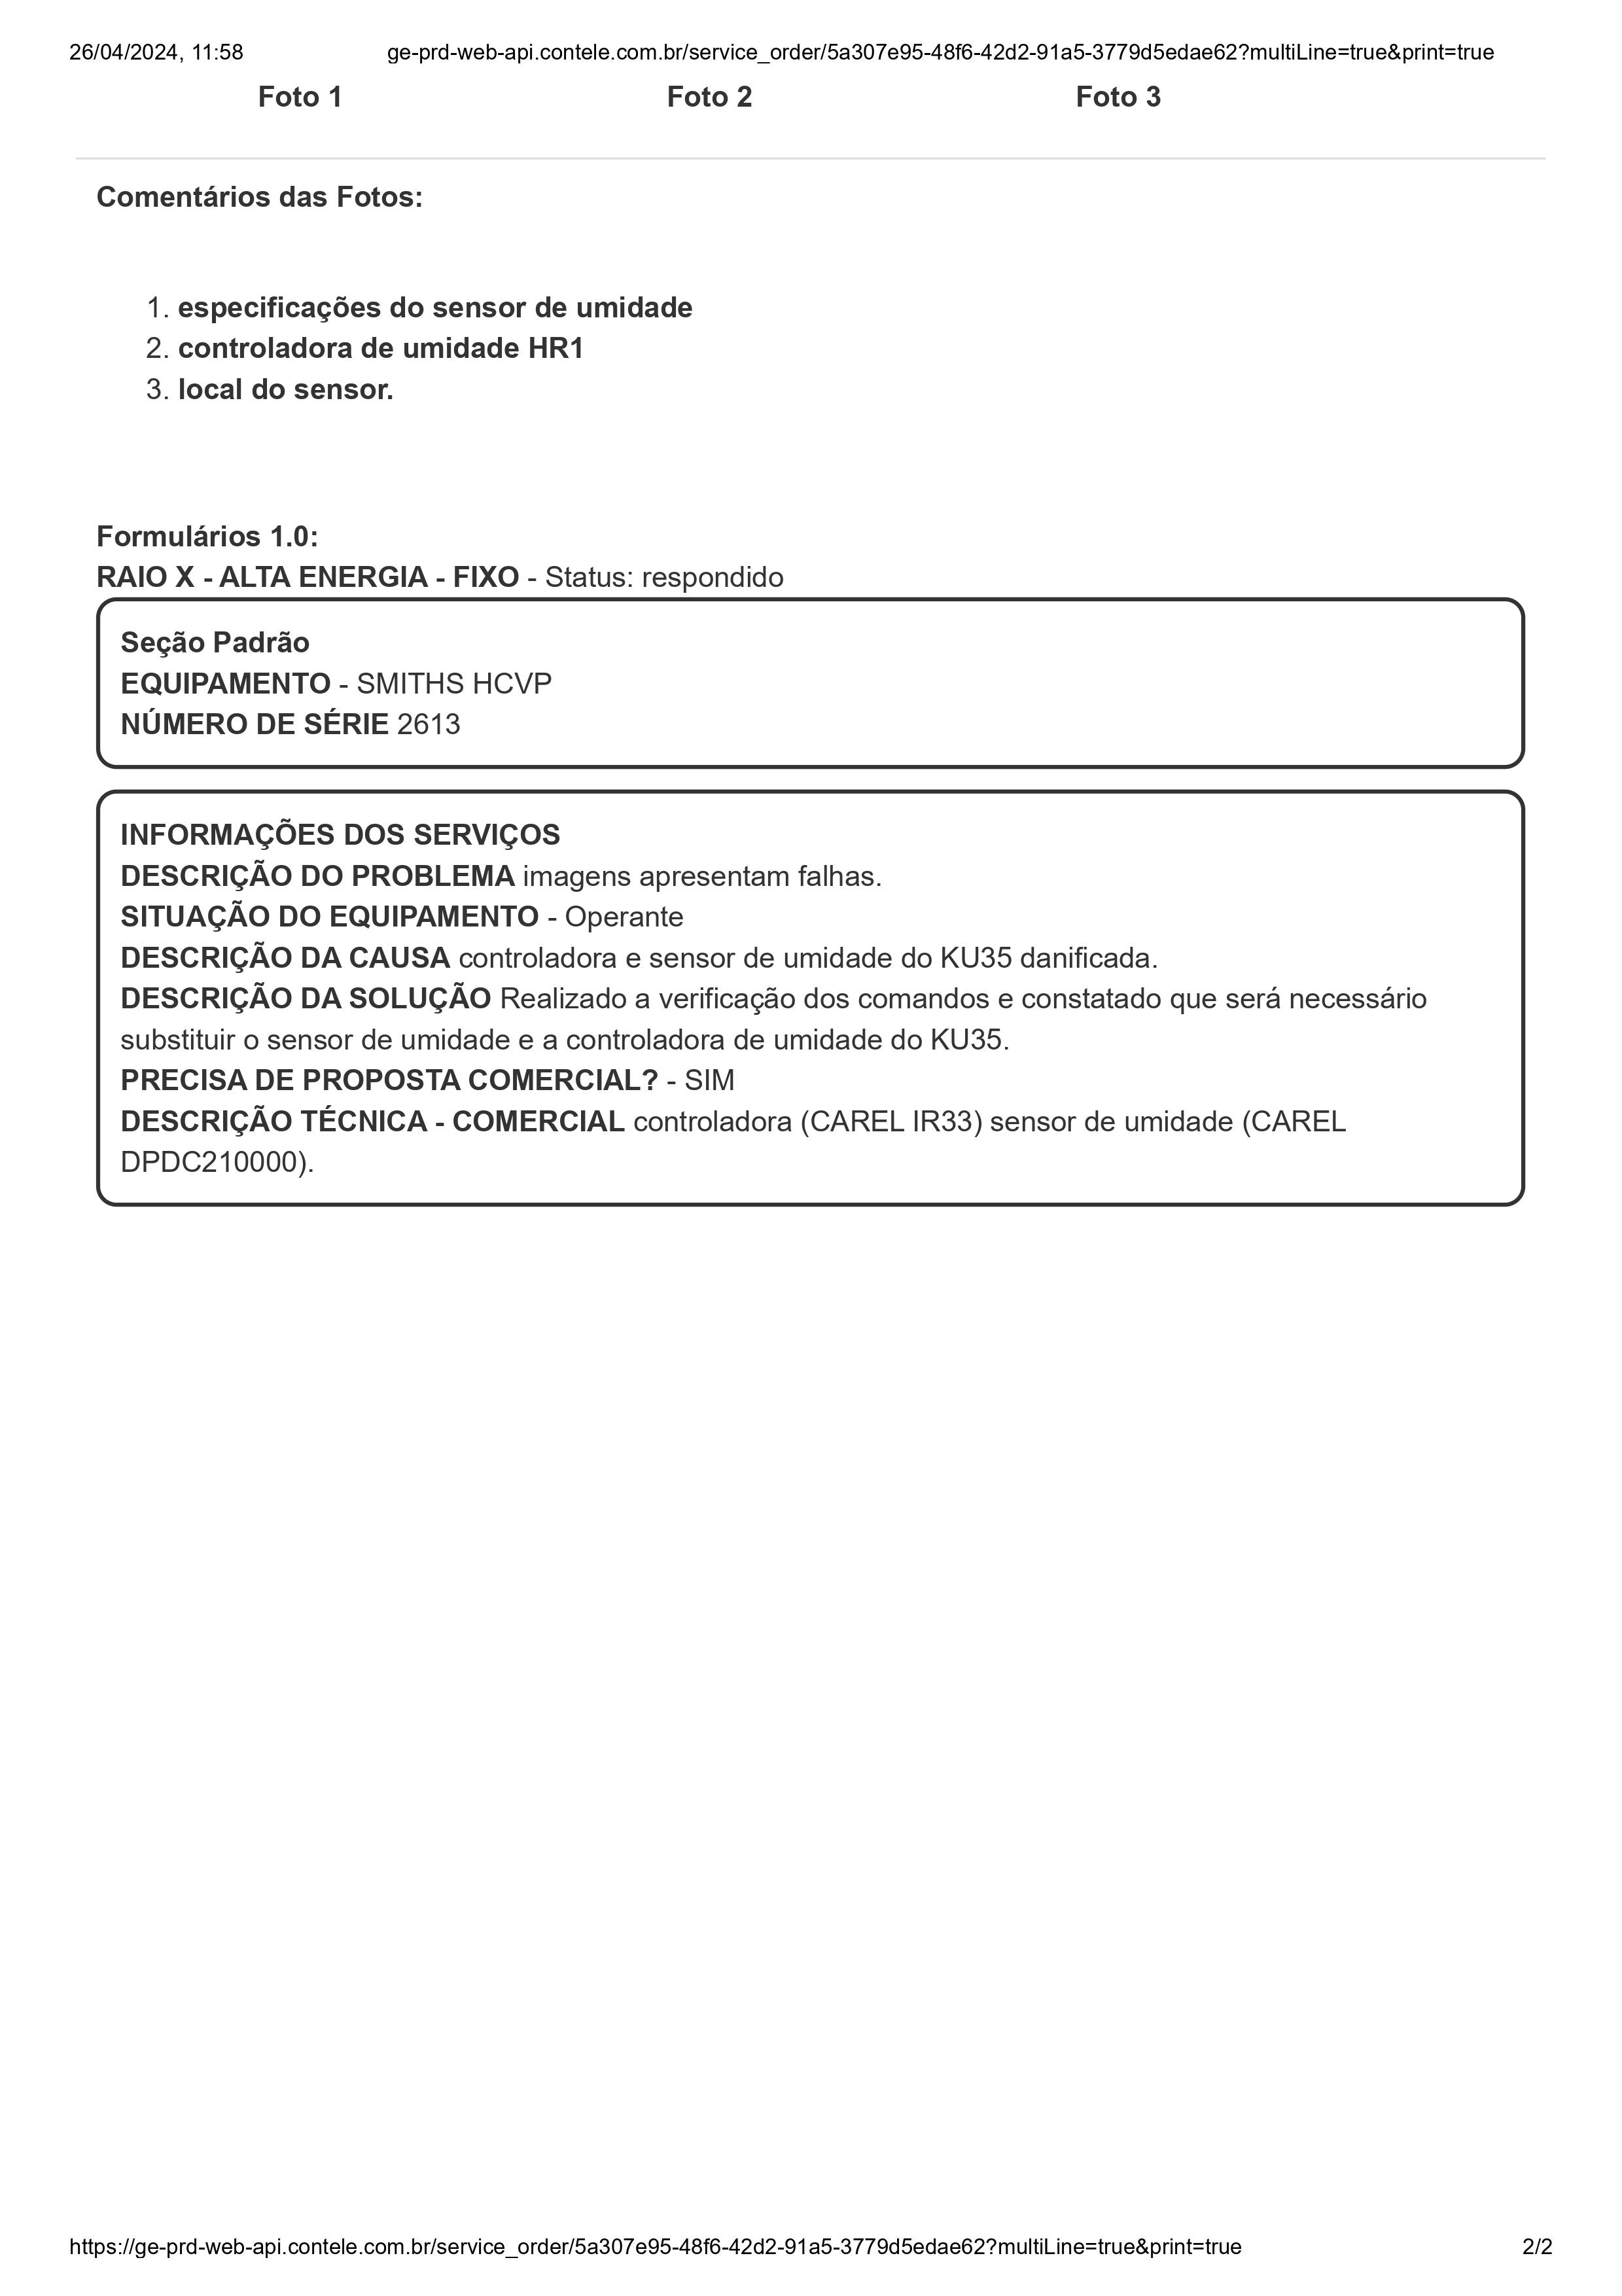 26/04/2024, 11:58 ge-prd-web-api.contele.com.br/service_order/5a307e95-48f6-42d2-91a5-3779d5edae62?multiLine=true&print=true
Foto 1 Foto 2 Foto 3
Comentários das Fotos:
1. especificações do sensor de umidade
2. controladora de umidade HR1
3. local do sensor.
Formulários 1.0:
RAIO X - ALTA ENERGIA - FIXO - Status: respondido
Seção Padrão
EQUIPAMENTO - SMITHS HCVP
NÚMERO DE SÉRIE 2613
INFORMAÇÕES DOS SERVIÇOS
DESCRIÇÃO DO PROBLEMA imagens apresentam falhas.
SITUAÇÃO DO EQUIPAMENTO - Operante
DESCRIÇÃO DA CAUSA controladora e sensor de umidade do KU35 danificada.
DESCRIÇÃO DA SOLUÇÃO Realizado a verificação dos comandos e constatado que será necessário
substituir o sensor de umidade e a controladora de umidade do KU35.
PRECISA DE PROPOSTA COMERCIAL? - SIM
DESCRIÇÃO TÉCNICA - COMERCIAL controladora (CAREL IR33) sensor de umidade (CAREL
DPDC210000).
https://ge-prd-web-api.contele.com.br/service_order/5a307e95-48f6-42d2-91a5-3779d5edae62?multiLine=true&print=true 2/2